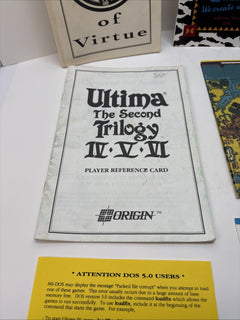 of
Virtue
We create
Ultima®
The Second
Trilogy
IV·V·VI
PLAYER REFERENCE CARD
ORIGIN™
* ATTENTION DOS 5.0 USERS *
MS-DOS may display the message "Packed file corrupt" when you attempt to load
one of these games. This error usually occurs due to a large amount of base
memory free. DOS version 5.0 includes the command loadfix which allows the
games to run successfully. To use loadfix, include it at the beginning of the
command that starts the game. For example,